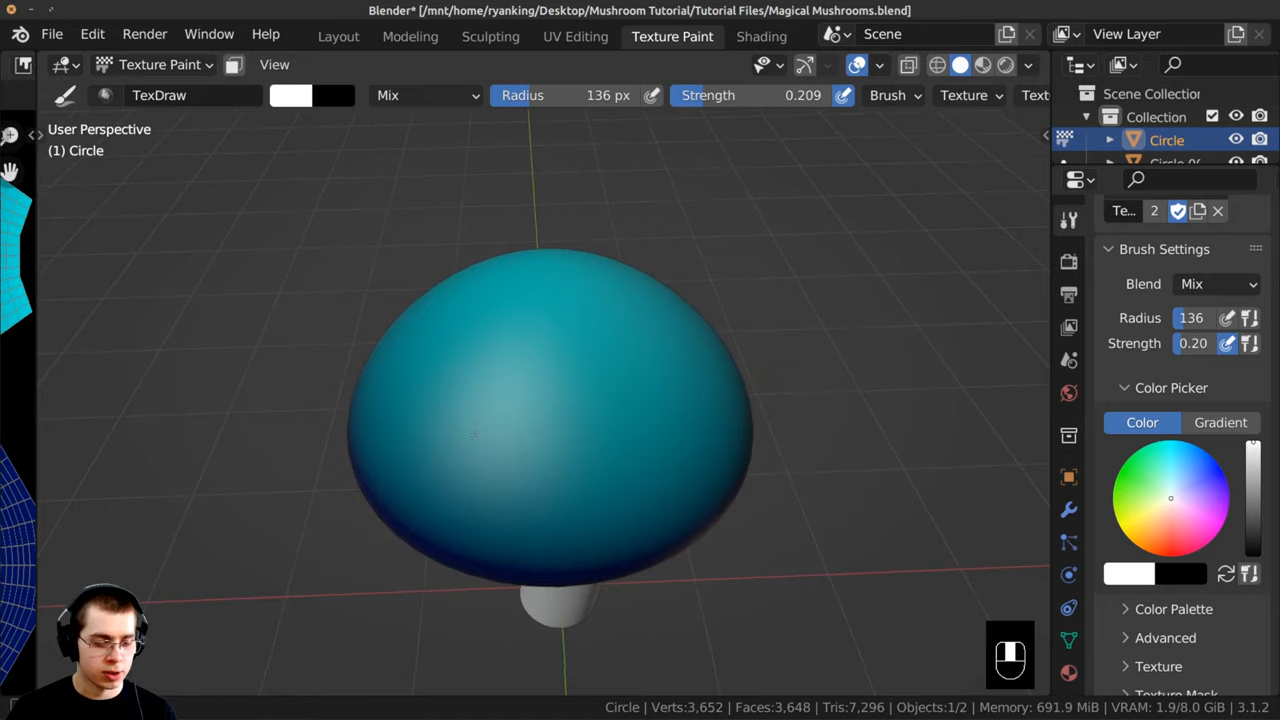 Blender* [/mnt/home/ryanking/Desktop/Mushroom Tutorial/Tutorial Files/Magical Mushrooms.blend]
File Edit Render Window Help Layout Modeling Sculpting UV Editing Texture Paint Shading Scene View Layer
Texture Paint View
TexDraw Mix Radius 136 px Strength 0.209 Brush Texture Text
User Perspective
(1) Circle
Scene Collection
Collection
Circle
Te... 2
Brush Settings
Blend Mix
Radius 136
Strength 0.20
Color Picker
Color Gradient
Color Palette
Advanced
Texture
Texture Mask
Circle | Verts:3,652 | Faces:3,648 | Tris:7,296 | Objects:1/2 | Memory: 691.9 MiB | VRAM: 1.9/8.0 GiB | 3.1.2